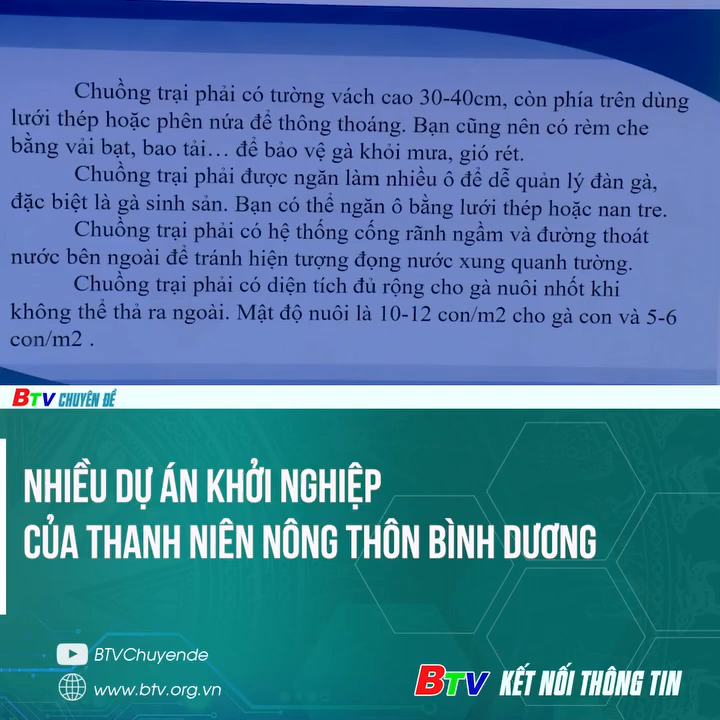 Chuồng trại phải có tường vách cao 30-40cm, còn phía trên dùng
lưới thép hoặc phên nứa để thông thoáng. Bạn cũng nên có rèm che
bằng vải bạt, bao tải... để bảo vệ gà khỏi mưa, gió rét.
Chuồng trại phải được ngăn làm nhiều ô để dễ quản lý đàn gà,
đặc biệt là gà sinh sản. Bạn có thể ngăn ô bằng lưới thép hoặc nan tre.
Chuồng trại phải có hệ thống cống rãnh ngầm và đường thoát
nước bên ngoài để tránh hiện tượng đọng nước xung quanh tường.
Chuồng trại phải có diện tích đủ rộng cho gà nuôi nhốt khi
không thể thả ra ngoài. Mật độ nuôi là 10-12 con/m2 cho gà con và 5-6
con/m2 .
BTV CHUYÊN ĐỀ
NHIỀU DỰ ÁN KHỞI NGHIỆP
CỦA THANH NIÊN NÔNG THÔN BÌNH DƯƠNG
BTVChuyende
www.btv.org.vn
BTV KẾT NỐI THÔNG TIN